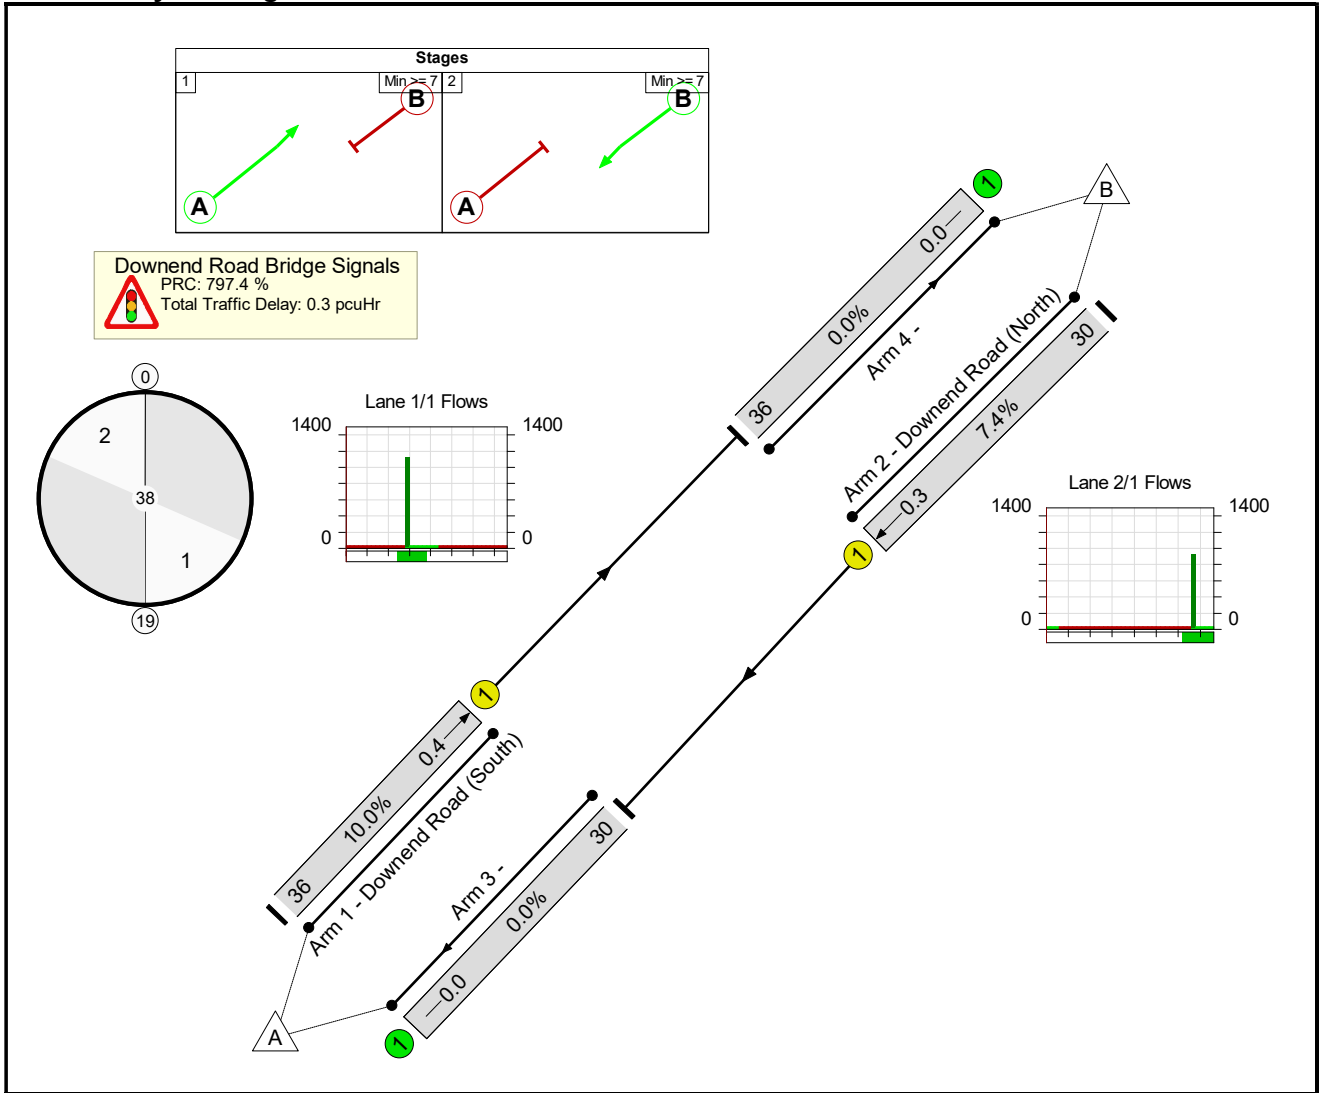 Stages
1
Min >= 7
2
Min >= 7
B
A
B
A
Downend Road Bridge Signals
PRC: 797.4 %
Total Traffic Delay: 0.3 pcuHr
0
2
38
1
19
Lane 1/1 Flows
1400
1400
0
0
1
B
0.0
0.0%
36
Arm 4 -
Arm 2 - Downend Road (North)
30
7.4%
0.3
1
Lane 2/1 Flows
1400
1400
0
0
1
0.4
10.0%
36
Arm 1 - Downend Road (South)
30
0.0%
0.0
Arm 3 -
A
1